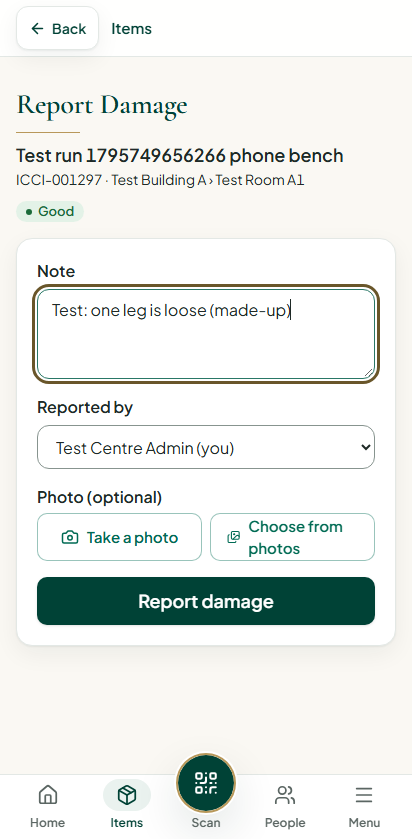 Back Items
Report Damage
Test run 1795749656266 phone bench
ICCI-001297 · Test Building A › Test Room A1
Good
Note
Test: one leg is loose (made-up)
Reported by
Test Centre Admin (you)
Photo (optional)
Take a photo
Choose from
photos
Report damage
Home Items Scan People Menu